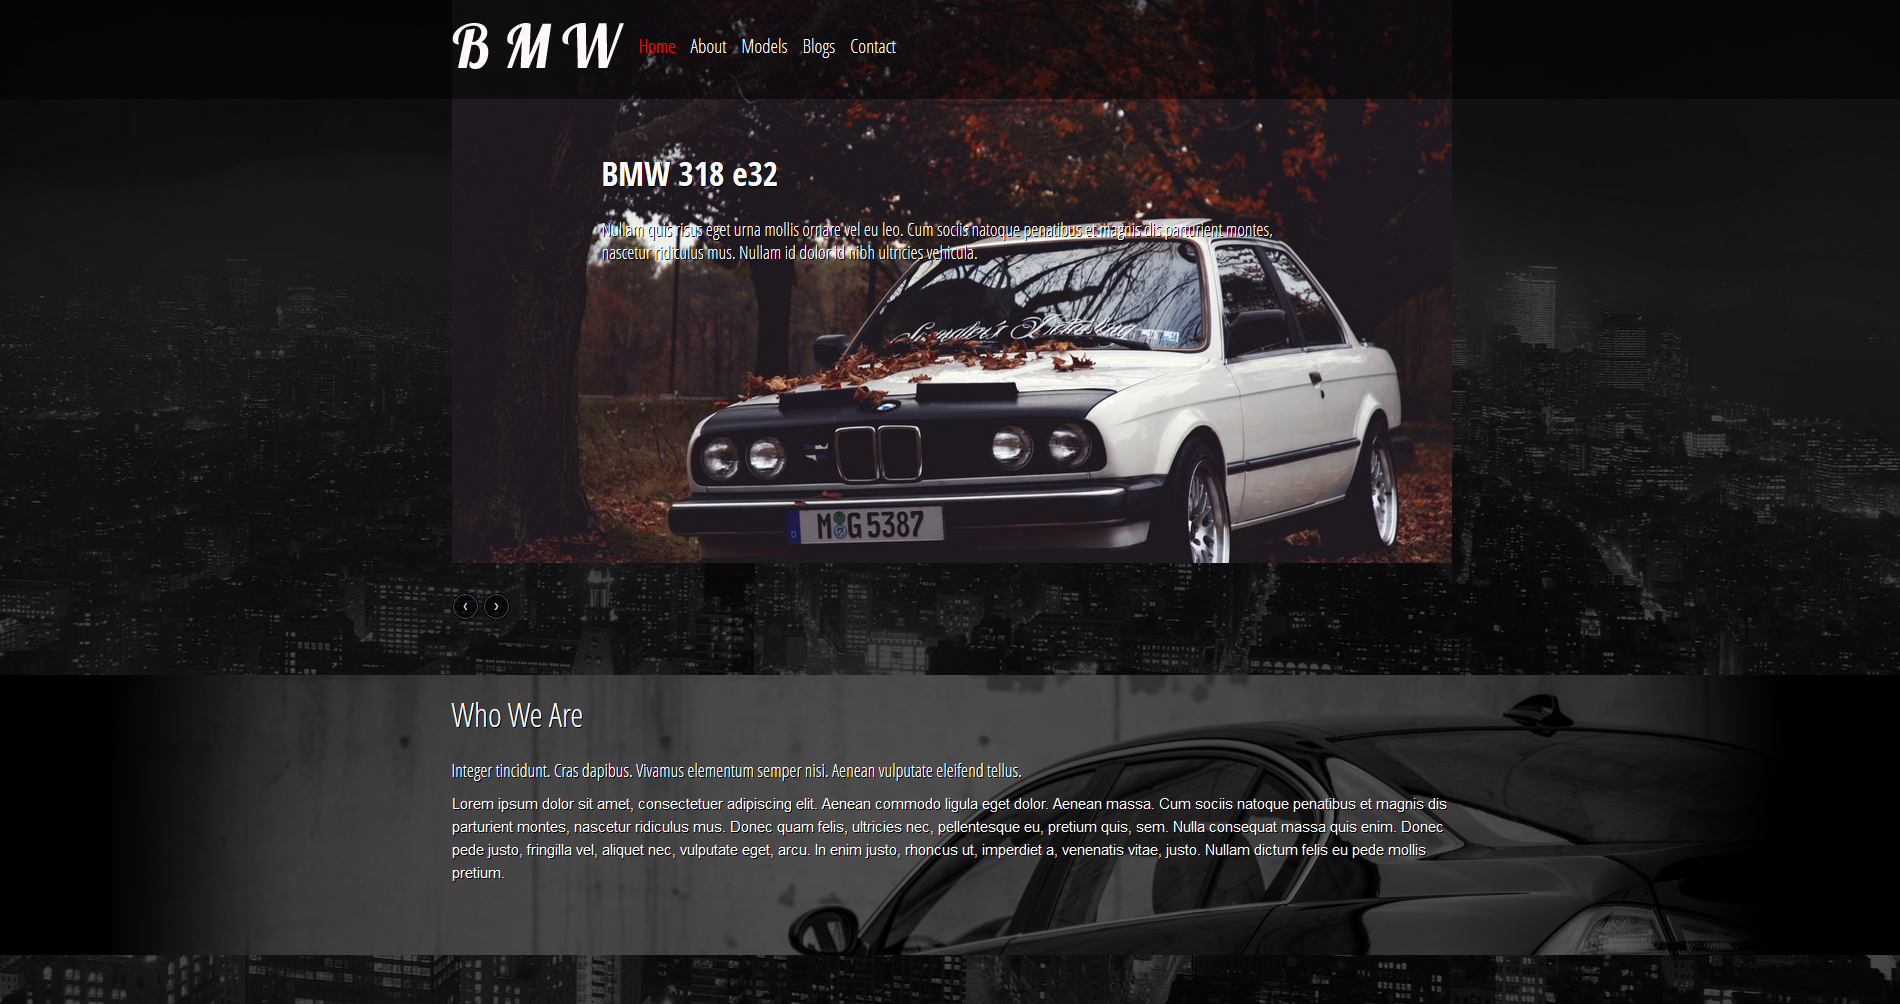 B M W
Home About Models Blogs Contact
BMW 318 e32
Nullam quis risus eget urna mollis ornare vel eu leo. Cum sociis natoque penatibus et magnis dis parturient montes,
nascetur ridiculus mus. Nullam id dolor id nibh ultricies vehicula.
M G 5387
D
‹ ›
Who We Are
Integer tincidunt. Cras dapibus. Vivamus elementum semper nisi. Aenean vulputate eleifend tellus.
Lorem ipsum dolor sit amet, consectetuer adipiscing elit. Aenean commodo ligula eget dolor. Aenean massa. Cum sociis natoque penatibus et magnis dis
parturient montes, nascetur ridiculus mus. Donec quam felis, ultricies nec, pellentesque eu, pretium quis, sem. Nulla consequat massa quis enim. Donec
pede justo, fringilla vel, aliquet nec, vulputate eget, arcu. In enim justo, rhoncus ut, imperdiet a, venenatis vitae, justo. Nullam dictum felis eu pede mollis
pretium.